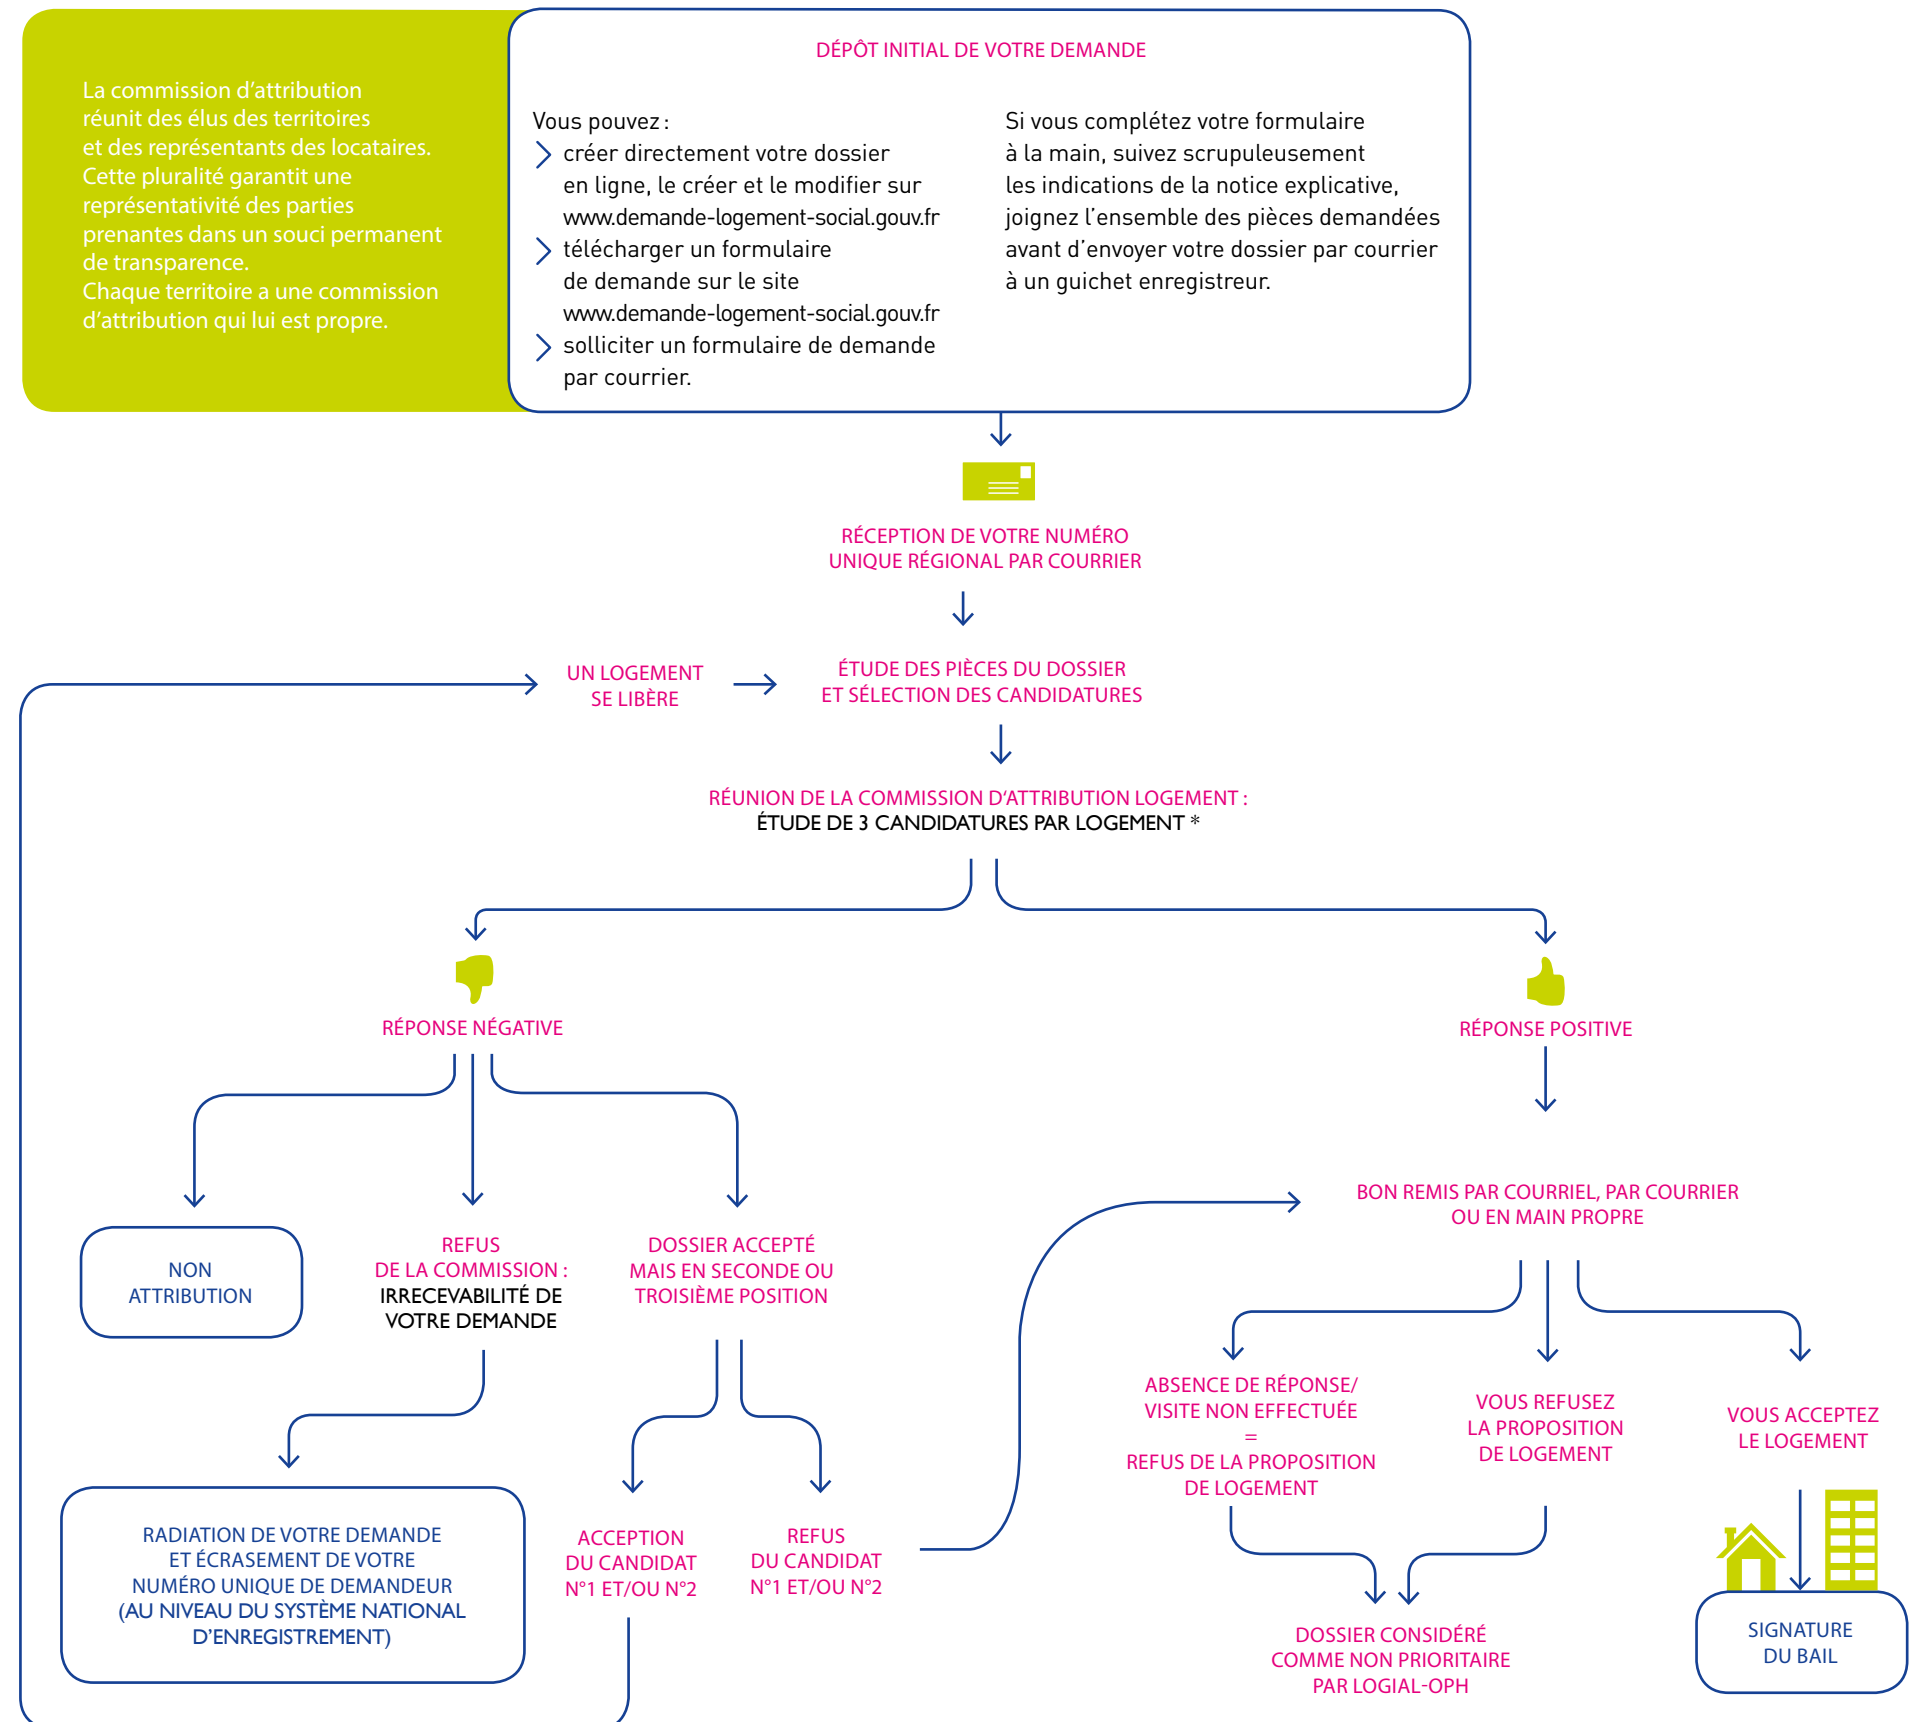 La commission d'attribution
réunit des élus des territoires
et des représentants des locataires.
Cette pluralité garantit une
représentativité des parties
prenantes dans un souci permanent
de transparence.
Chaque territoire a une commission
d'attribution qui lui est propre.
DÉPÔT INITIAL DE VOTRE DEMANDE
Vous pouvez :
créer directement votre dossier
en ligne, le créer et le modifier sur
www.demande-logement-social.gouv.fr
télécharger un formulaire
de demande sur le site
www.demande-logement-social.gouv.fr
solliciter un formulaire de demande
par courrier.
Si vous complétez votre formulaire
à la main, suivez scrupuleusement
les indications de la notice explicative,
joignez l'ensemble des pièces demandées
avant d'envoyer votre dossier par courrier
à un guichet enregistreur.
RÉCEPTION DE VOTRE NUMÉRO
UNIQUE RÉGIONAL PAR COURRIER
UN LOGEMENT
SE LIBÈRE
ÉTUDE DES PIÈCES DU DOSSIER
ET SÉLECTION DES CANDIDATURES
RÉUNION DE LA COMMISSION D'ATTRIBUTION LOGEMENT :
ÉTUDE DE 3 CANDIDATURES PAR LOGEMENT *
RÉPONSE NÉGATIVE
RÉPONSE POSITIVE
NON
ATTRIBUTION
REFUS
DE LA COMMISSION :
IRRECEVABILITÉ DE
VOTRE DEMANDE
DOSSIER ACCEPTÉ
MAIS EN SECONDE OU
TROISIÈME POSITION
BON REMIS PAR COURRIEL, PAR COURRIER
OU EN MAIN PROPRE
ABSENCE DE RÉPONSE/
VISITE NON EFFECTUÉE
=
REFUS DE LA PROPOSITION
DE LOGEMENT
VOUS REFUSEZ
LA PROPOSITION
DE LOGEMENT
VOUS ACCEPTEZ
LE LOGEMENT
RADIATION DE VOTRE DEMANDE
ET ÉCRASEMENT DE VOTRE
NUMÉRO UNIQUE DE DEMANDEUR
(AU NIVEAU DU SYSTÈME NATIONAL
D'ENREGISTREMENT)
ACCEPTION
DU CANDIDAT
N°1 ET/OU N°2
REFUS
DU CANDIDAT
N°1 ET/OU N°2
DOSSIER CONSIDÉRÉ
COMME NON PRIORITAIRE
PAR LOGIAL-OPH
SIGNATURE
DU BAIL